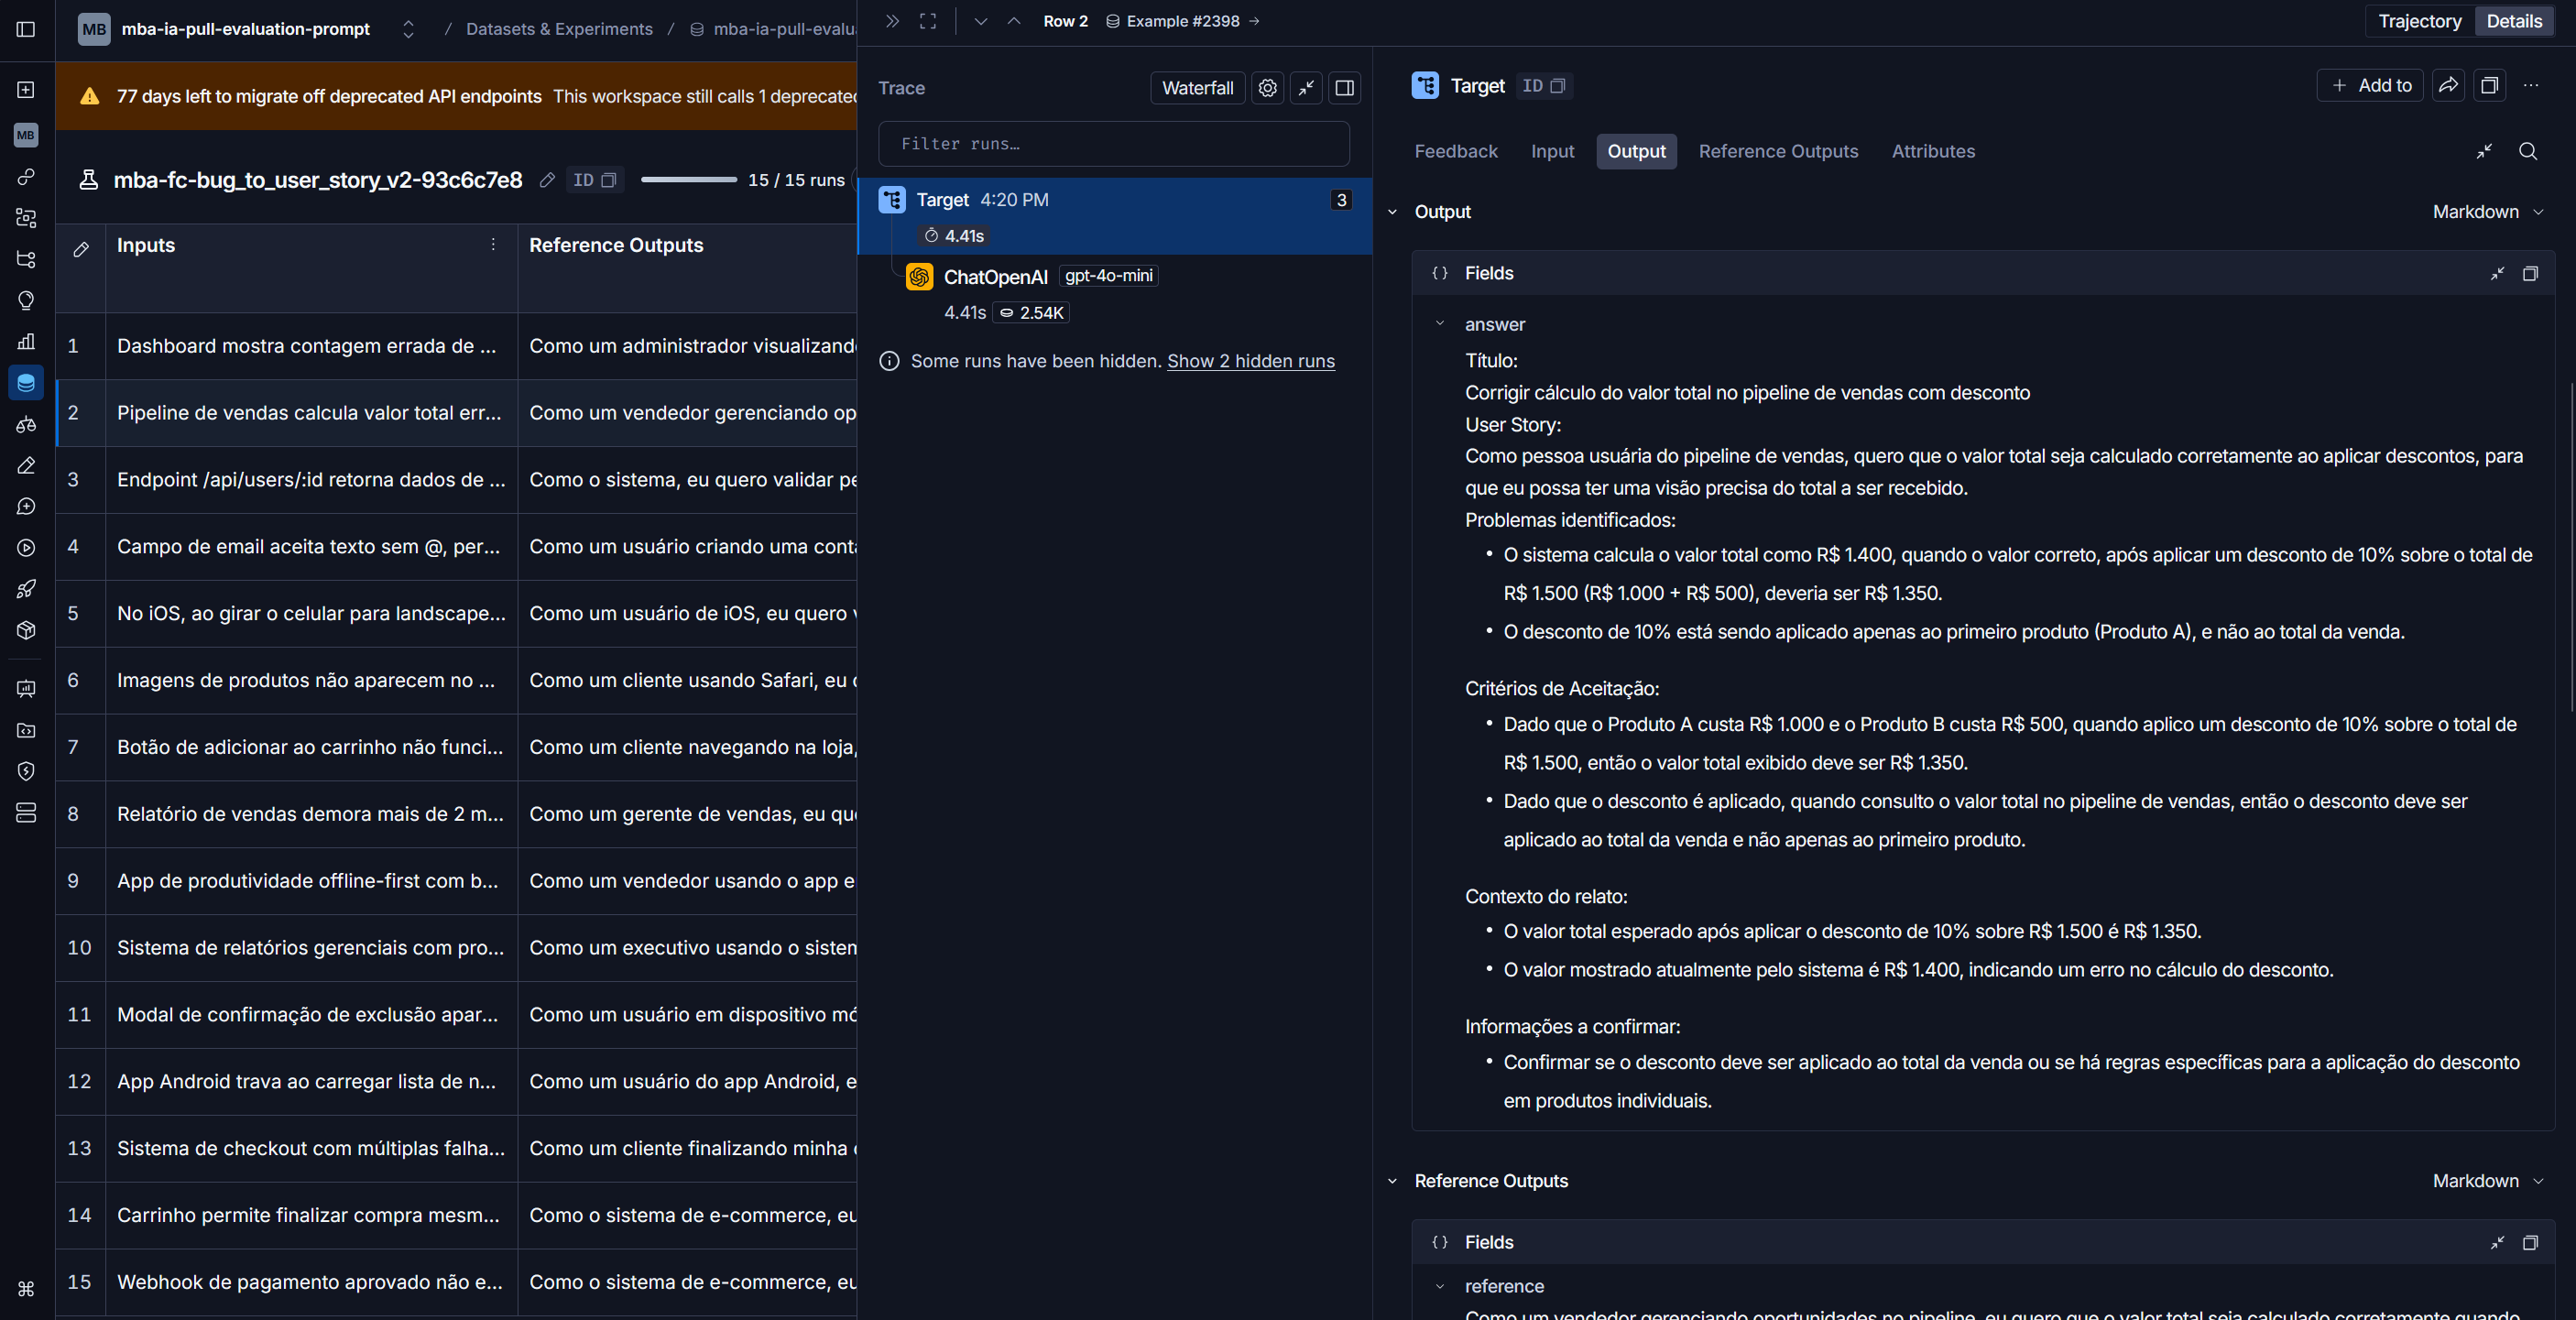 MB mba-ia-pull-evaluation-prompt / Datasets & Experiments / mba-ia-pull-evalu
77 days left to migrate off deprecated API endpoints This workspace still calls 1 deprecated
MB
mba-fc-bug_to_user_story_v2-93c6c7e8 ID 15 / 15 runs
Inputs Reference Outputs
1 Dashboard mostra contagem errada de ... Como um administrador visualizando
2 Pipeline de vendas calcula valor total err... Como um vendedor gerenciando op
3 Endpoint /api/users/:id retorna dados de ... Como o sistema, eu quero validar pe
4 Campo de email aceita texto sem @, per... Como um usuário criando uma conta
5 No iOS, ao girar o celular para landscape... Como um usuário de iOS, eu quero v
6 Imagens de produtos não aparecem no ... Como um cliente usando Safari, eu q
7 Botão de adicionar ao carrinho não funci... Como um cliente navegando na loja,
8 Relatório de vendas demora mais de 2 m... Como um gerente de vendas, eu que
9 App de produtividade offline-first com b... Como um vendedor usando o app e
10 Sistema de relatórios gerenciais com pro... Como um executivo usando o sistem
11 Modal de confirmação de exclusão apar... Como um usuário em dispositivo mó
12 App Android trava ao carregar lista de n... Como um usuário do app Android, e
13 Sistema de checkout com múltiplas falha... Como um cliente finalizando minha
14 Carrinho permite finalizar compra mesm... Como o sistema de e-commerce, eu
15 Webhook de pagamento aprovado não e... Como o sistema de e-commerce, eu
Row 2 Example #2398 →
Trajectory Details
Trace Waterfall
Filter runs…
Target 4:20 PM 3
4.41s
ChatOpenAI gpt-4o-mini
4.41s 2.54K
Some runs have been hidden. Show 2 hidden runs
Target ID + Add to ...
Feedback Input Output Reference Outputs Attributes
Output Markdown
{} Fields
answer
Título:
Corrigir cálculo do valor total no pipeline de vendas com desconto
User Story:
Como pessoa usuária do pipeline de vendas, quero que o valor total seja calculado corretamente ao aplicar descontos, para
que eu possa ter uma visão precisa do total a ser recebido.
Problemas identificados:
• O sistema calcula o valor total como R$ 1.400, quando o valor correto, após aplicar um desconto de 10% sobre o total de
R$ 1.500 (R$ 1.000 + R$ 500), deveria ser R$ 1.350.
• O desconto de 10% está sendo aplicado apenas ao primeiro produto (Produto A), e não ao total da venda.
Critérios de Aceitação:
• Dado que o Produto A custa R$ 1.000 e o Produto B custa R$ 500, quando aplico um desconto de 10% sobre o total de
R$ 1.500, então o valor total exibido deve ser R$ 1.350.
• Dado que o desconto é aplicado, quando consulto o valor total no pipeline de vendas, então o desconto deve ser
aplicado ao total da venda e não apenas ao primeiro produto.
Contexto do relato:
• O valor total esperado após aplicar o desconto de 10% sobre R$ 1.500 é R$ 1.350.
• O valor mostrado atualmente pelo sistema é R$ 1.400, indicando um erro no cálculo do desconto.
Informações a confirmar:
• Confirmar se o desconto deve ser aplicado ao total da venda ou se há regras específicas para a aplicação do desconto
em produtos individuais.
Reference Outputs Markdown
{} Fields
reference
Como um vendedor gerenciando oportunidades no pipeline, eu quero que o valor total seja calculado corretamente quando